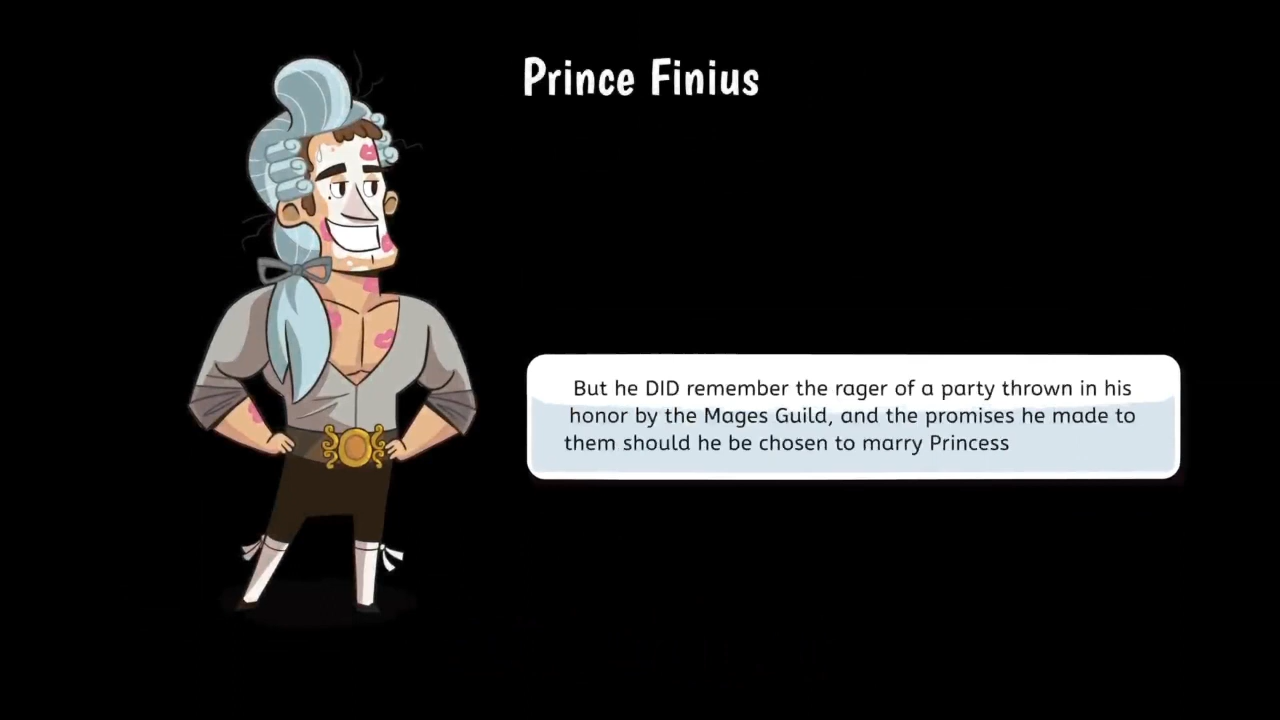 Prince Finius
But he DID remember the rager of a party thrown in his
honor by the Mages Guild, and the promises he made to
them should he be chosen to marry Princess